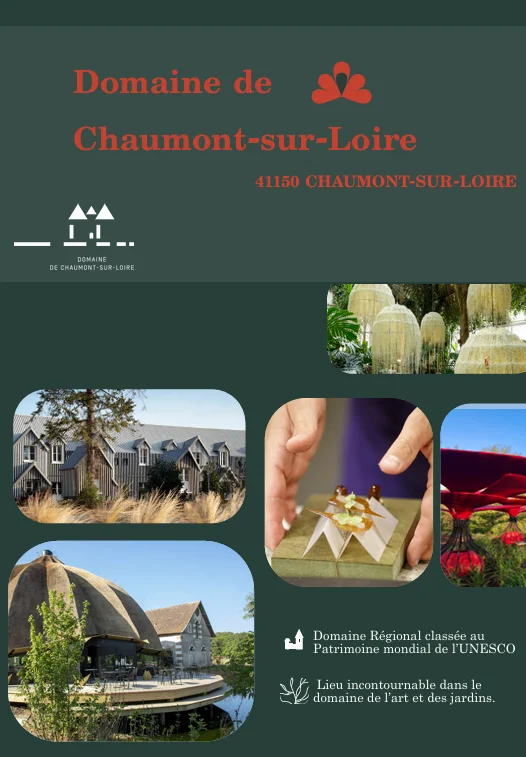 Domaine de
Chaumont-sur-Loire
41150 CHAUMONT-SUR-LOIRE
DOMAINE
DE CHAUMONT-SUR-LOIRE
Domaine Régional classée au
Patrimoine mondial de l'UNESCO
Lieu incontournable dans le
domaine de l'art et des jardins.